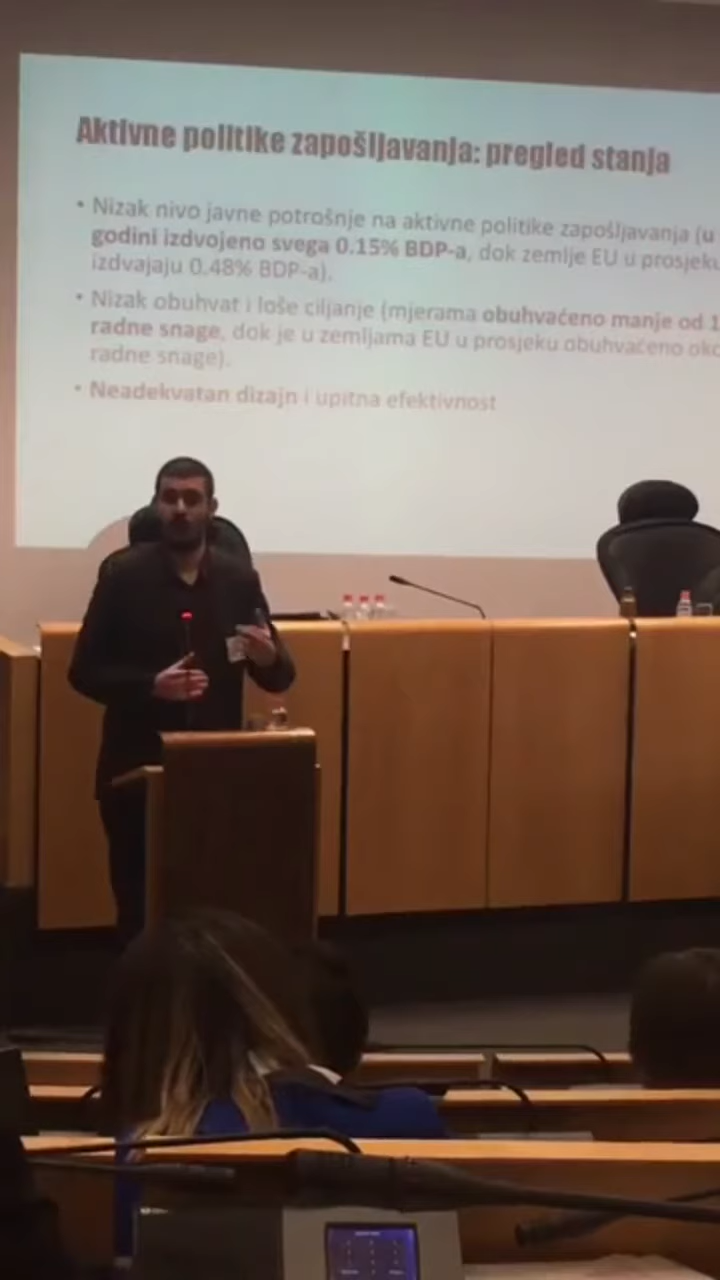 Aktivne politike zapošljavanja: pregled stanja
• Nizak nivo javne potrošnje na aktivne politike zapošljavanja (u
godini izdvojeno svega 0.15% BDP-a, dok zemlje EU u prosjeku
izdvajaju 0.48% BDP-a).
• Nizak obuhvat i loše ciljanje (mjerama obuhvaćeno manje od 1
radne snage, dok je u zemljama EU u prosjeku obuhvaćeno oko
radne snage).
• Neadekvatan dizajn i upitna efektivnost